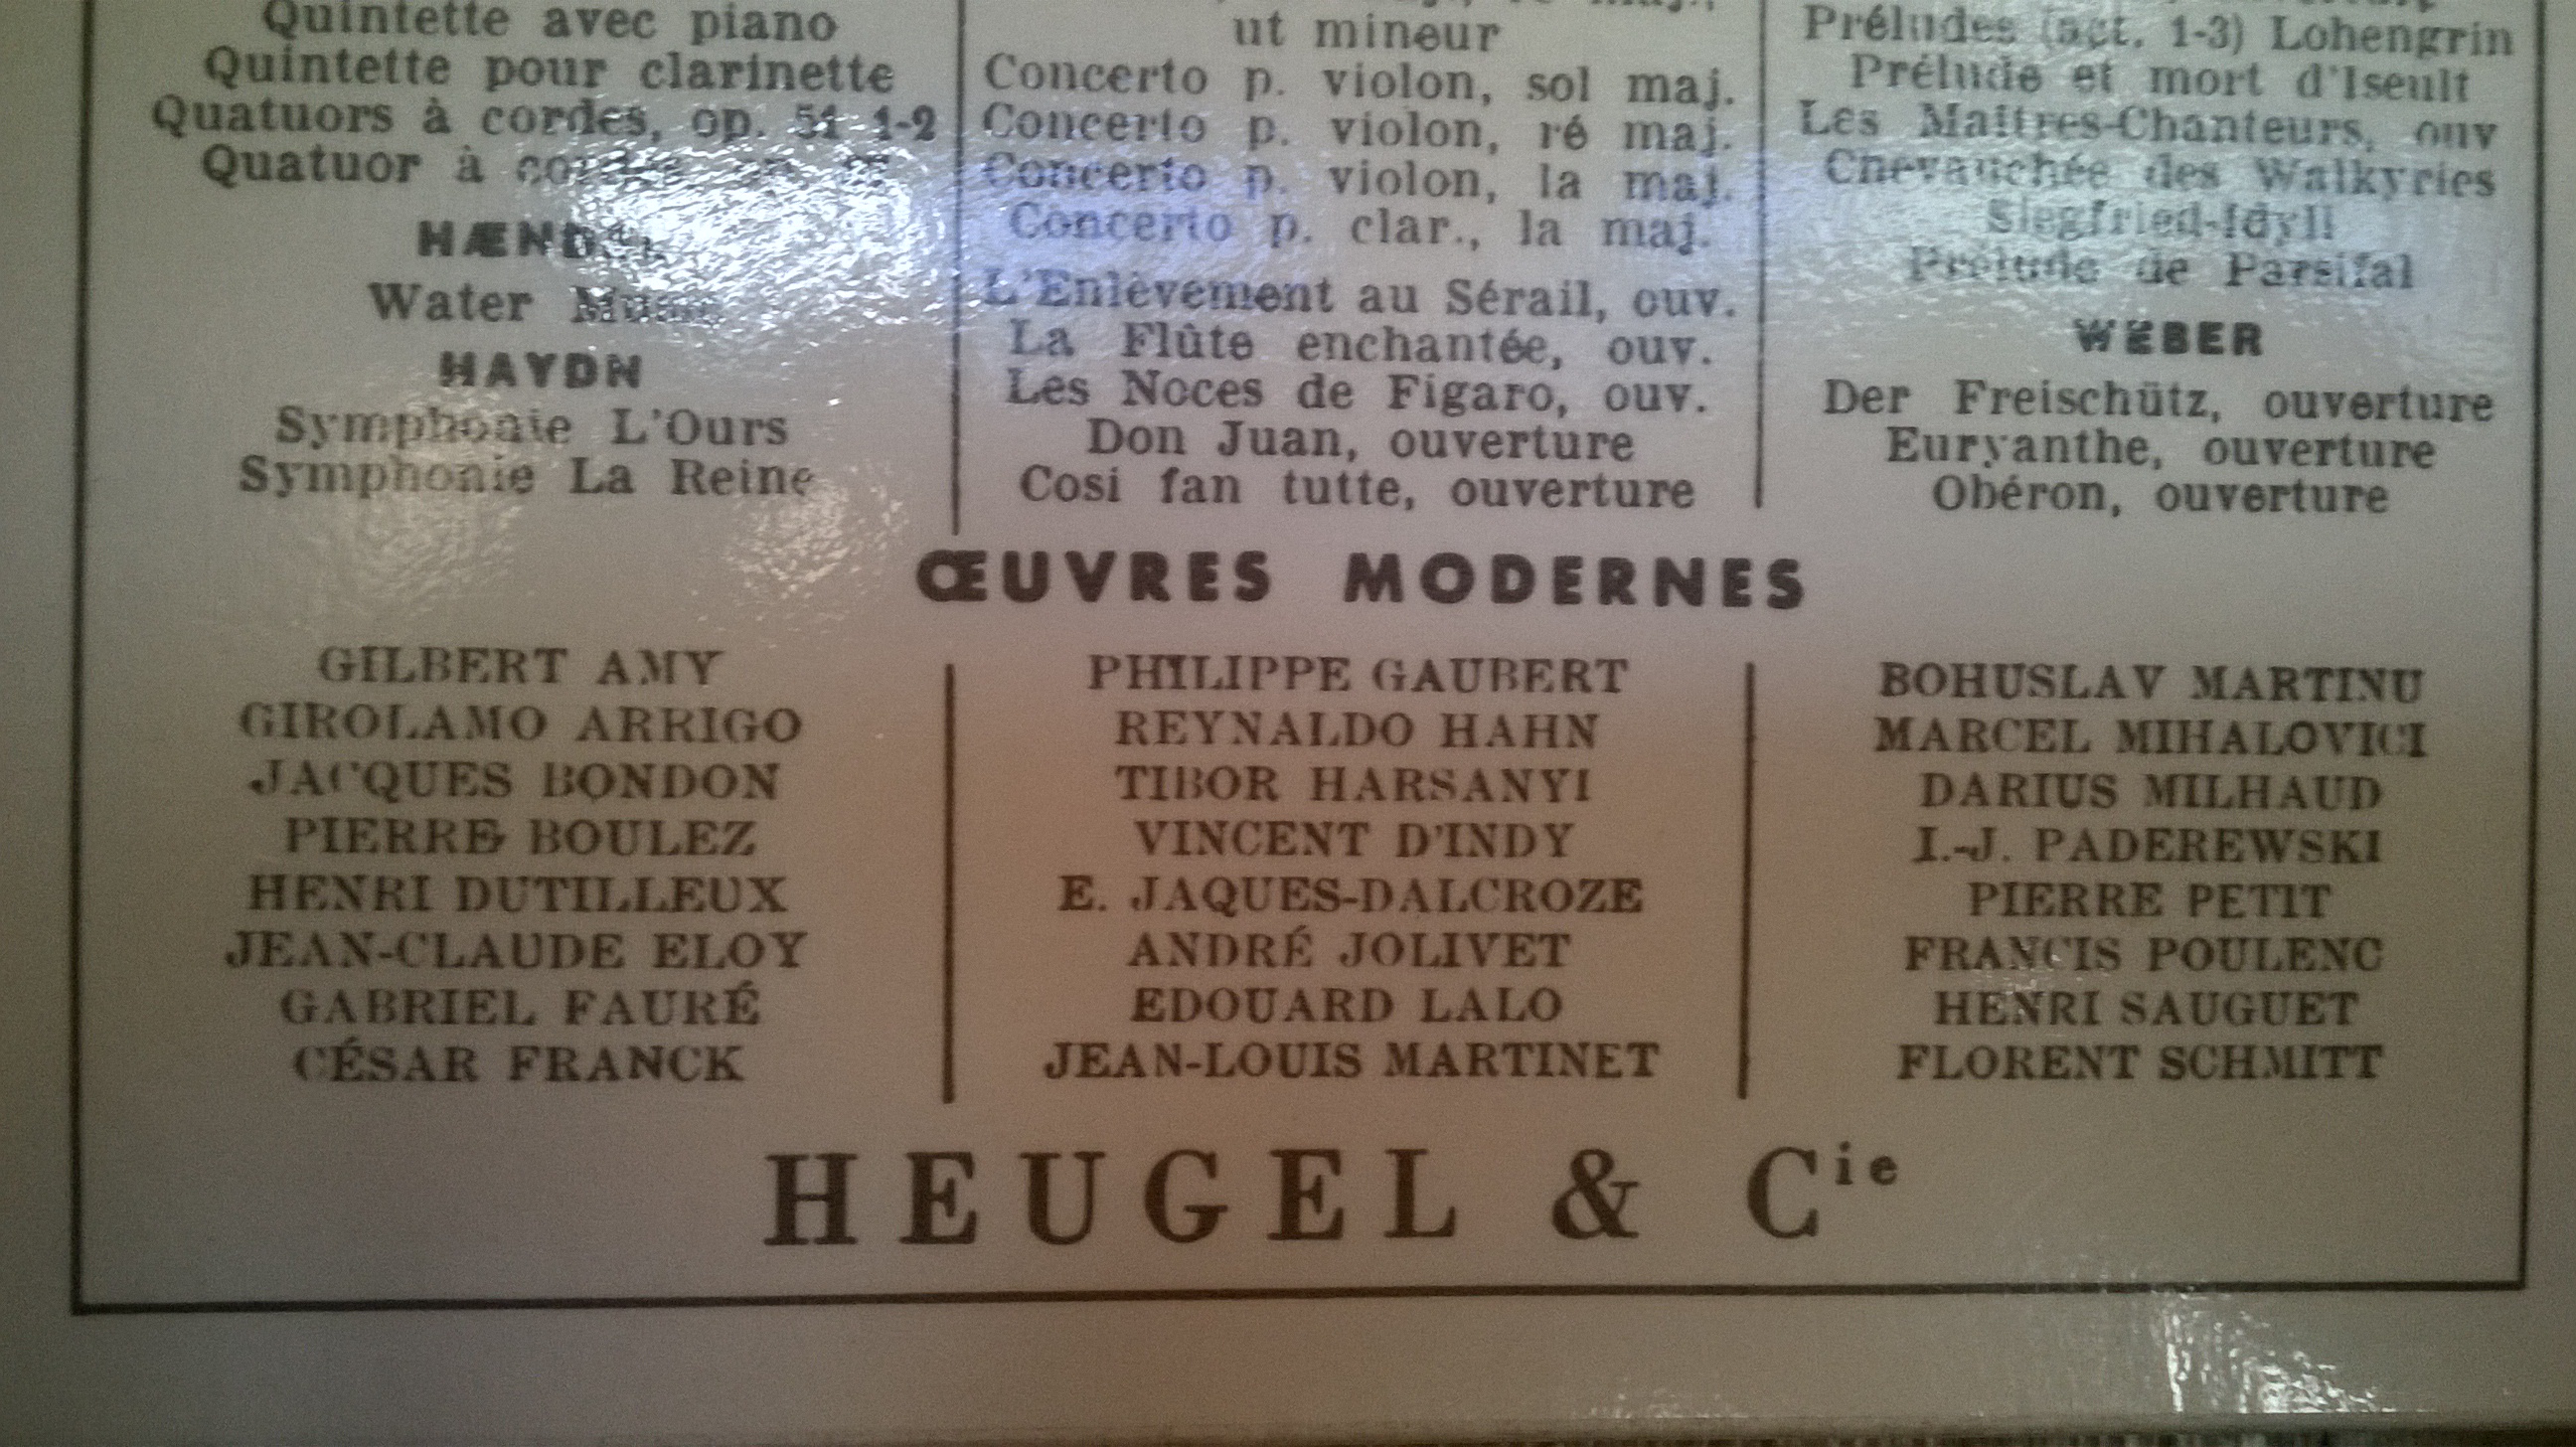 Quintette avec piano
Quintette pour clarinette
Quatuors à cordes, op. 51 1-2
Quatuor à
HÆNDEL
Water Music
HAYDN
Symphonie L'Ours
Symphonie La Reine
ut mineur
Concerto p. violon, sol maj.
Concerto p. violon, ré maj.
Concerto p. violon, la maj.
Concerto p. clar., la maj.
L'Enlèvement au Sérail, ouv.
La Flûte enchantée, ouv.
Les Noces de Figaro, ouv.
Don Juan, ouverture
Cosi fan tutte, ouverture
Préludes (act. 1-3) Lohengrin
Prélude et mort d'Iseult
Les Maîtres-Chanteurs, ouv
Chevauchée des Walkyries
Siegfried-Idyll
Prélude de Parsifal
WEBER
Der Freischütz, ouverture
Euryanthe, ouverture
Obéron, ouverture
ŒUVRES MODERNES
GILBERT AMY
GIROLAMO ARRIGO
JACQUES BONDON
PIERRE BOULEZ
HENRI DUTILLEUX
JEAN-CLAUDE ELOY
GABRIEL FAURÉ
CÉSAR FRANCK
PHILIPPE GAUBERT
REYNALDO HAHN
TIBOR HARSANYI
VINCENT D'INDY
E. JAQUES-DALCROZE
ANDRÉ JOLIVET
EDOUARD LALO
JEAN-LOUIS MARTINET
BOHUSLAV MARTINU
MARCEL MIHALOVICI
DARIUS MILHAUD
I.-J. PADEREWSKI
PIERRE PETIT
FRANCIS POULENC
HENRI SAUGUET
FLORENT SCHMITT
HEUGEL & Cie